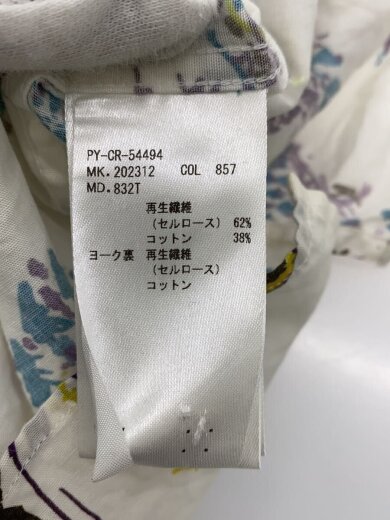 PY-CR-54494
MK.202312 COL 857
MD.832T
再生繊維
(セルロース) 62%
コットン 38%
ヨーク裏 再生繊維
(セルロース)
コットン